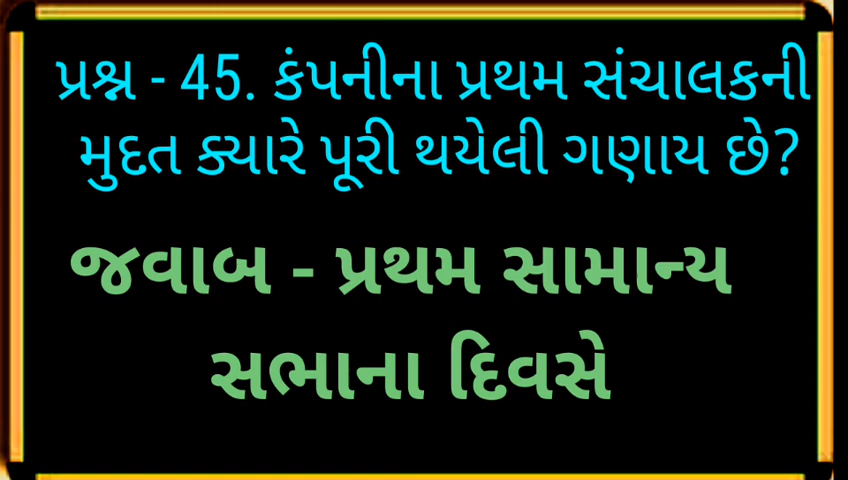 પ્રશ્ન - 45. કંપનીના પ્રથમ સંચાલકની
મુદત ક્યારે પૂરી થયેલી ગણાય છે?
જવાબ - પ્રથમ સામાન્ય
સભાના દિવસે